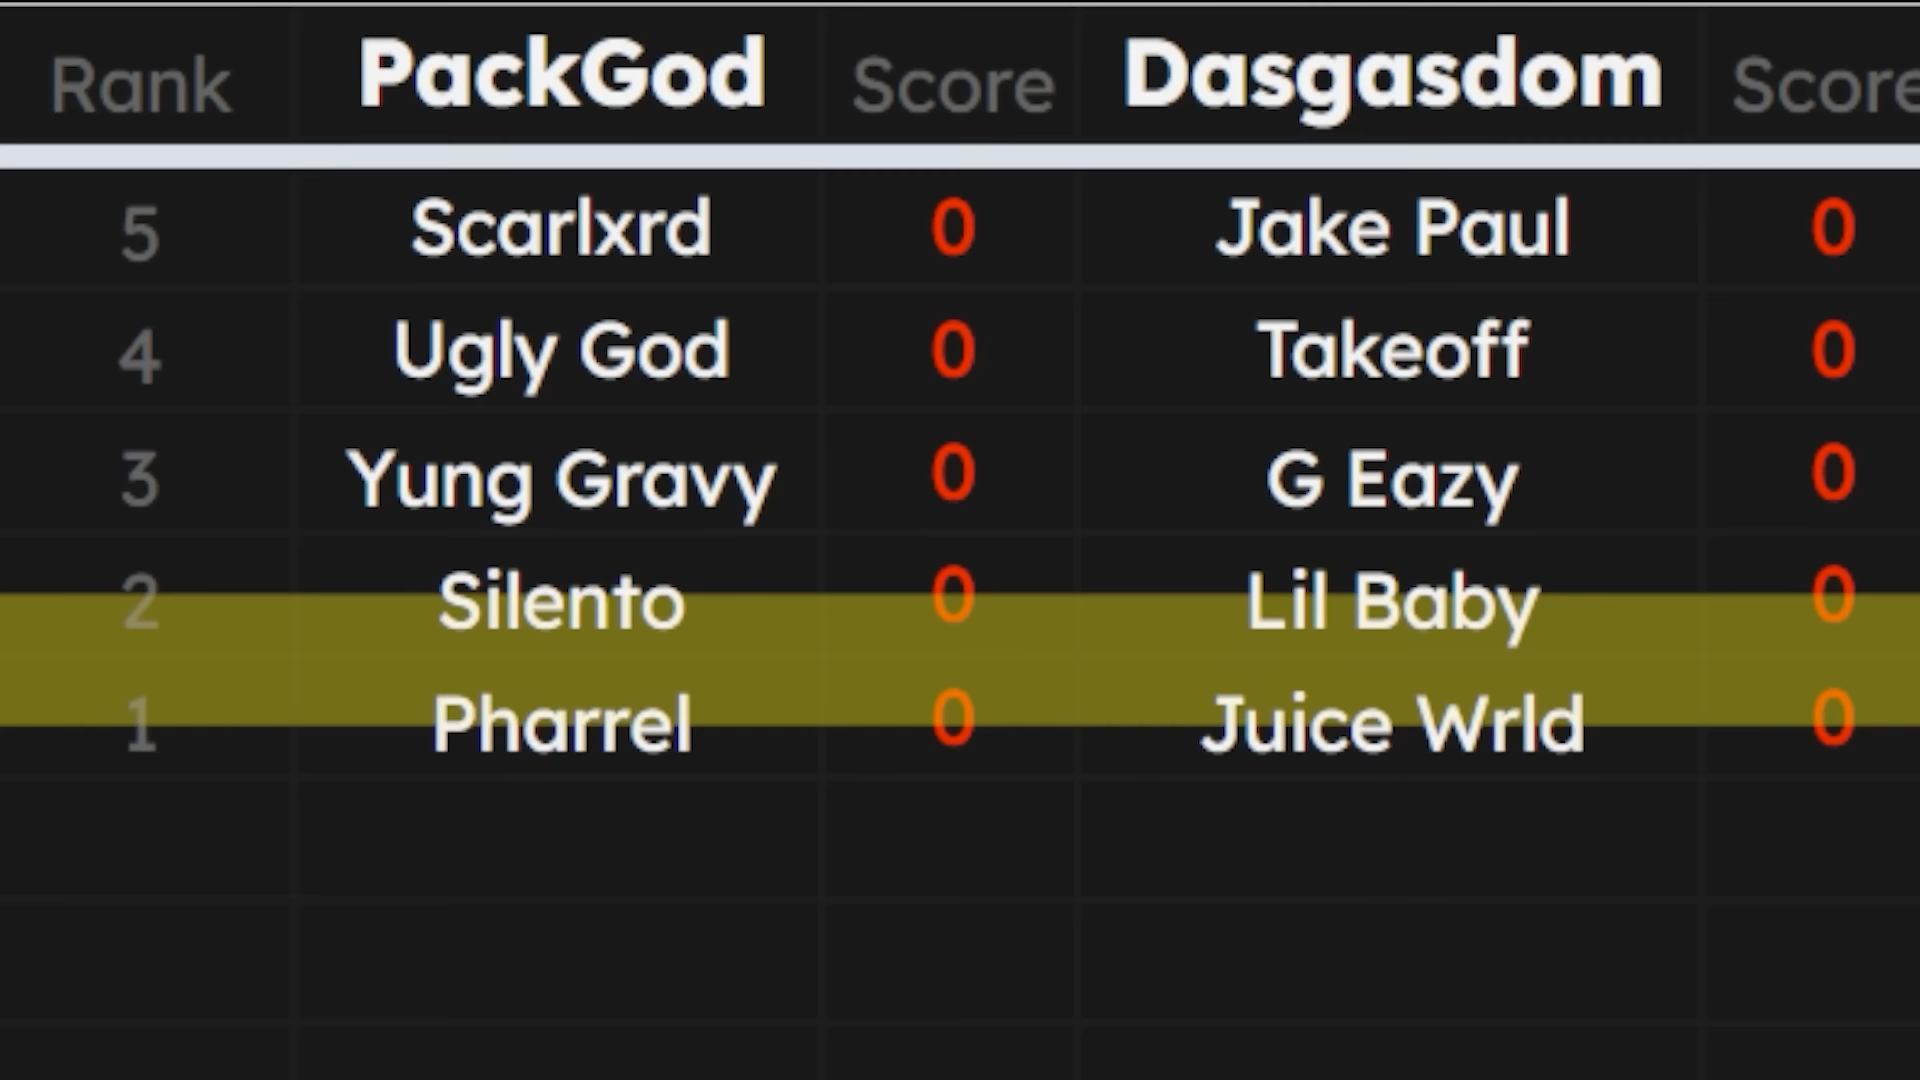 Rank PackGod Score Dasgasdom Score
5 Scarlxrd 0 Jake Paul 0
4 Ugly God 0 Takeoff 0
3 Yung Gravy 0 G Eazy 0
2 Silento 0 Lil Baby 0
1 Pharrel 0 Juice Wrld 0